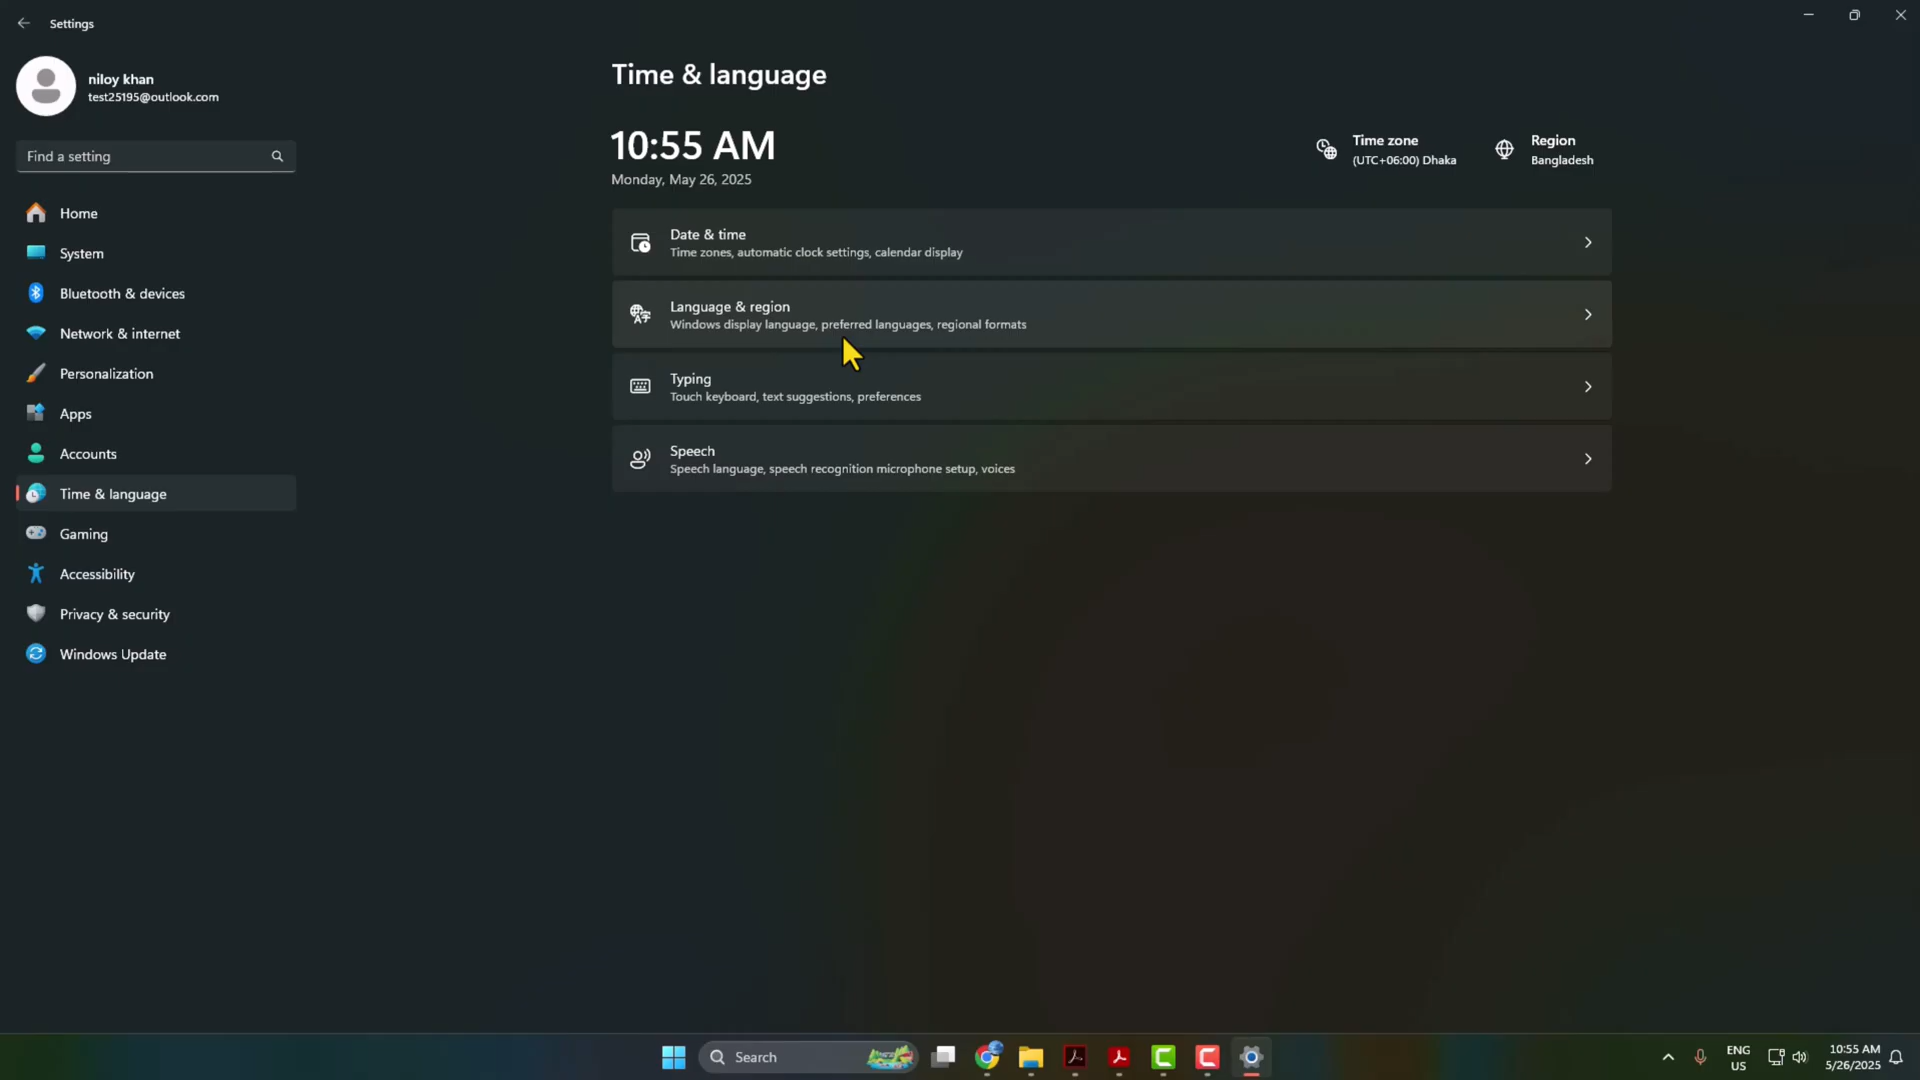 Settings
niloy khan
test25195@outlook.com
Find a setting
Home
System
Bluetooth & devices
Network & internet
Personalization
Apps
Accounts
Time & language
Gaming
Accessibility
Privacy & security
Windows Update
Time & language
10:55 AM
Monday, May 26, 2025
Time zone
(UTC+06:00) Dhaka
Region
Bangladesh
Date & time
Time zones, automatic clock settings, calendar display
Language & region
Windows display language, preferred languages, regional formats
Typing
Touch keyboard, text suggestions, preferences
Speech
Speech language, speech recognition microphone setup, voices
Search
ENG
US
10:55 AM
5/26/2025